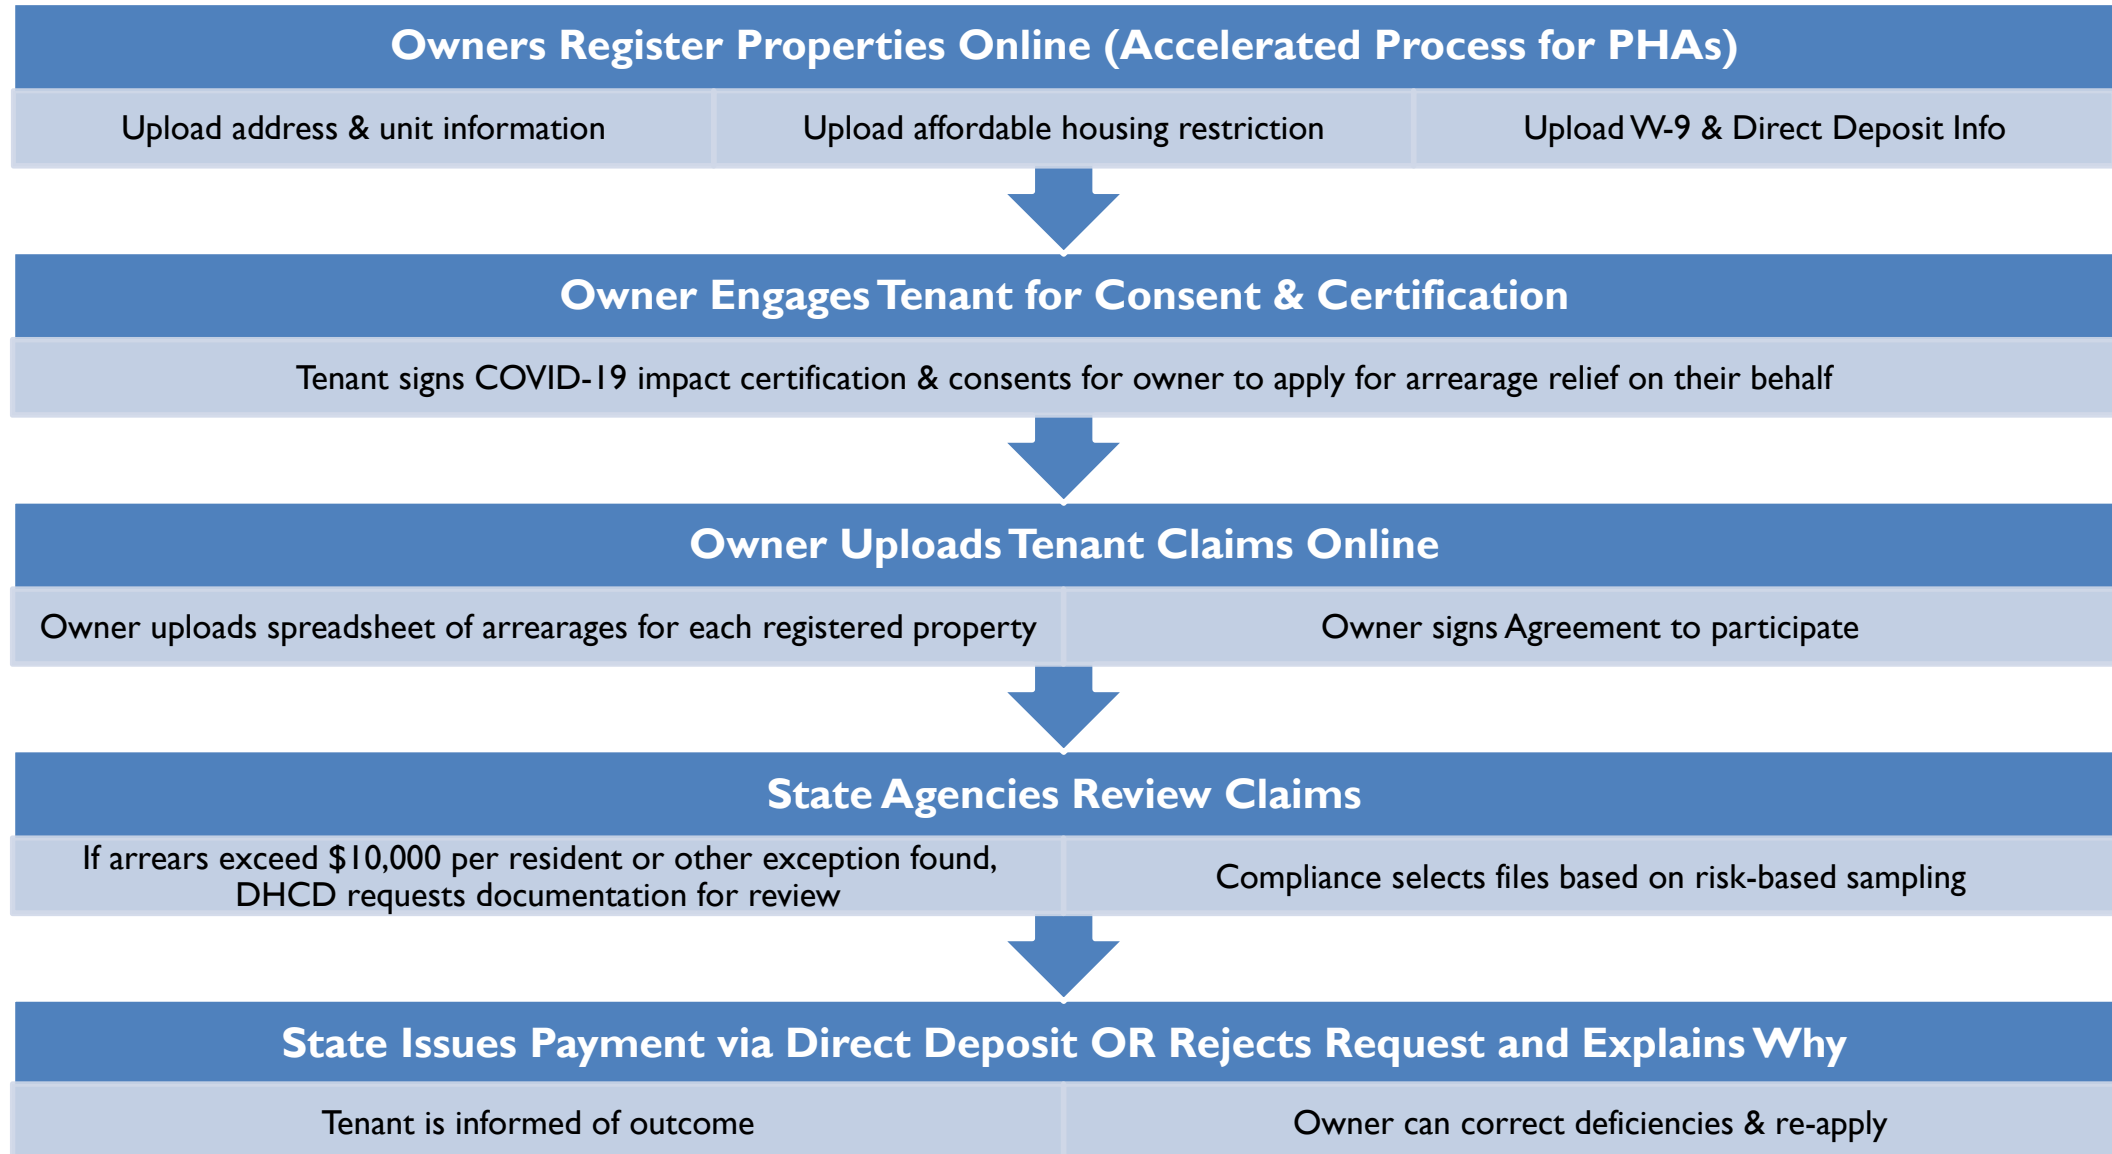 Owners Register Properties Online (Accelerated Process for PHAs)
Upload address & unit information
Upload affordable housing restriction
Upload W-9 & Direct Deposit Info
Owner Engages Tenant for Consent & Certification
Tenant signs COVID-19 impact certification & consents for owner to apply for arrearage relief on their behalf
Owner Uploads Tenant Claims Online
Owner uploads spreadsheet of arrearages for each registered property
Owner signs Agreement to participate
State Agencies Review Claims
If arrears exceed $10,000 per resident or other exception found,
DHCD requests documentation for review
Compliance selects files based on risk-based sampling
State Issues Payment via Direct Deposit OR Rejects Request and Explains Why
Tenant is informed of outcome
Owner can correct deficiencies & re-apply